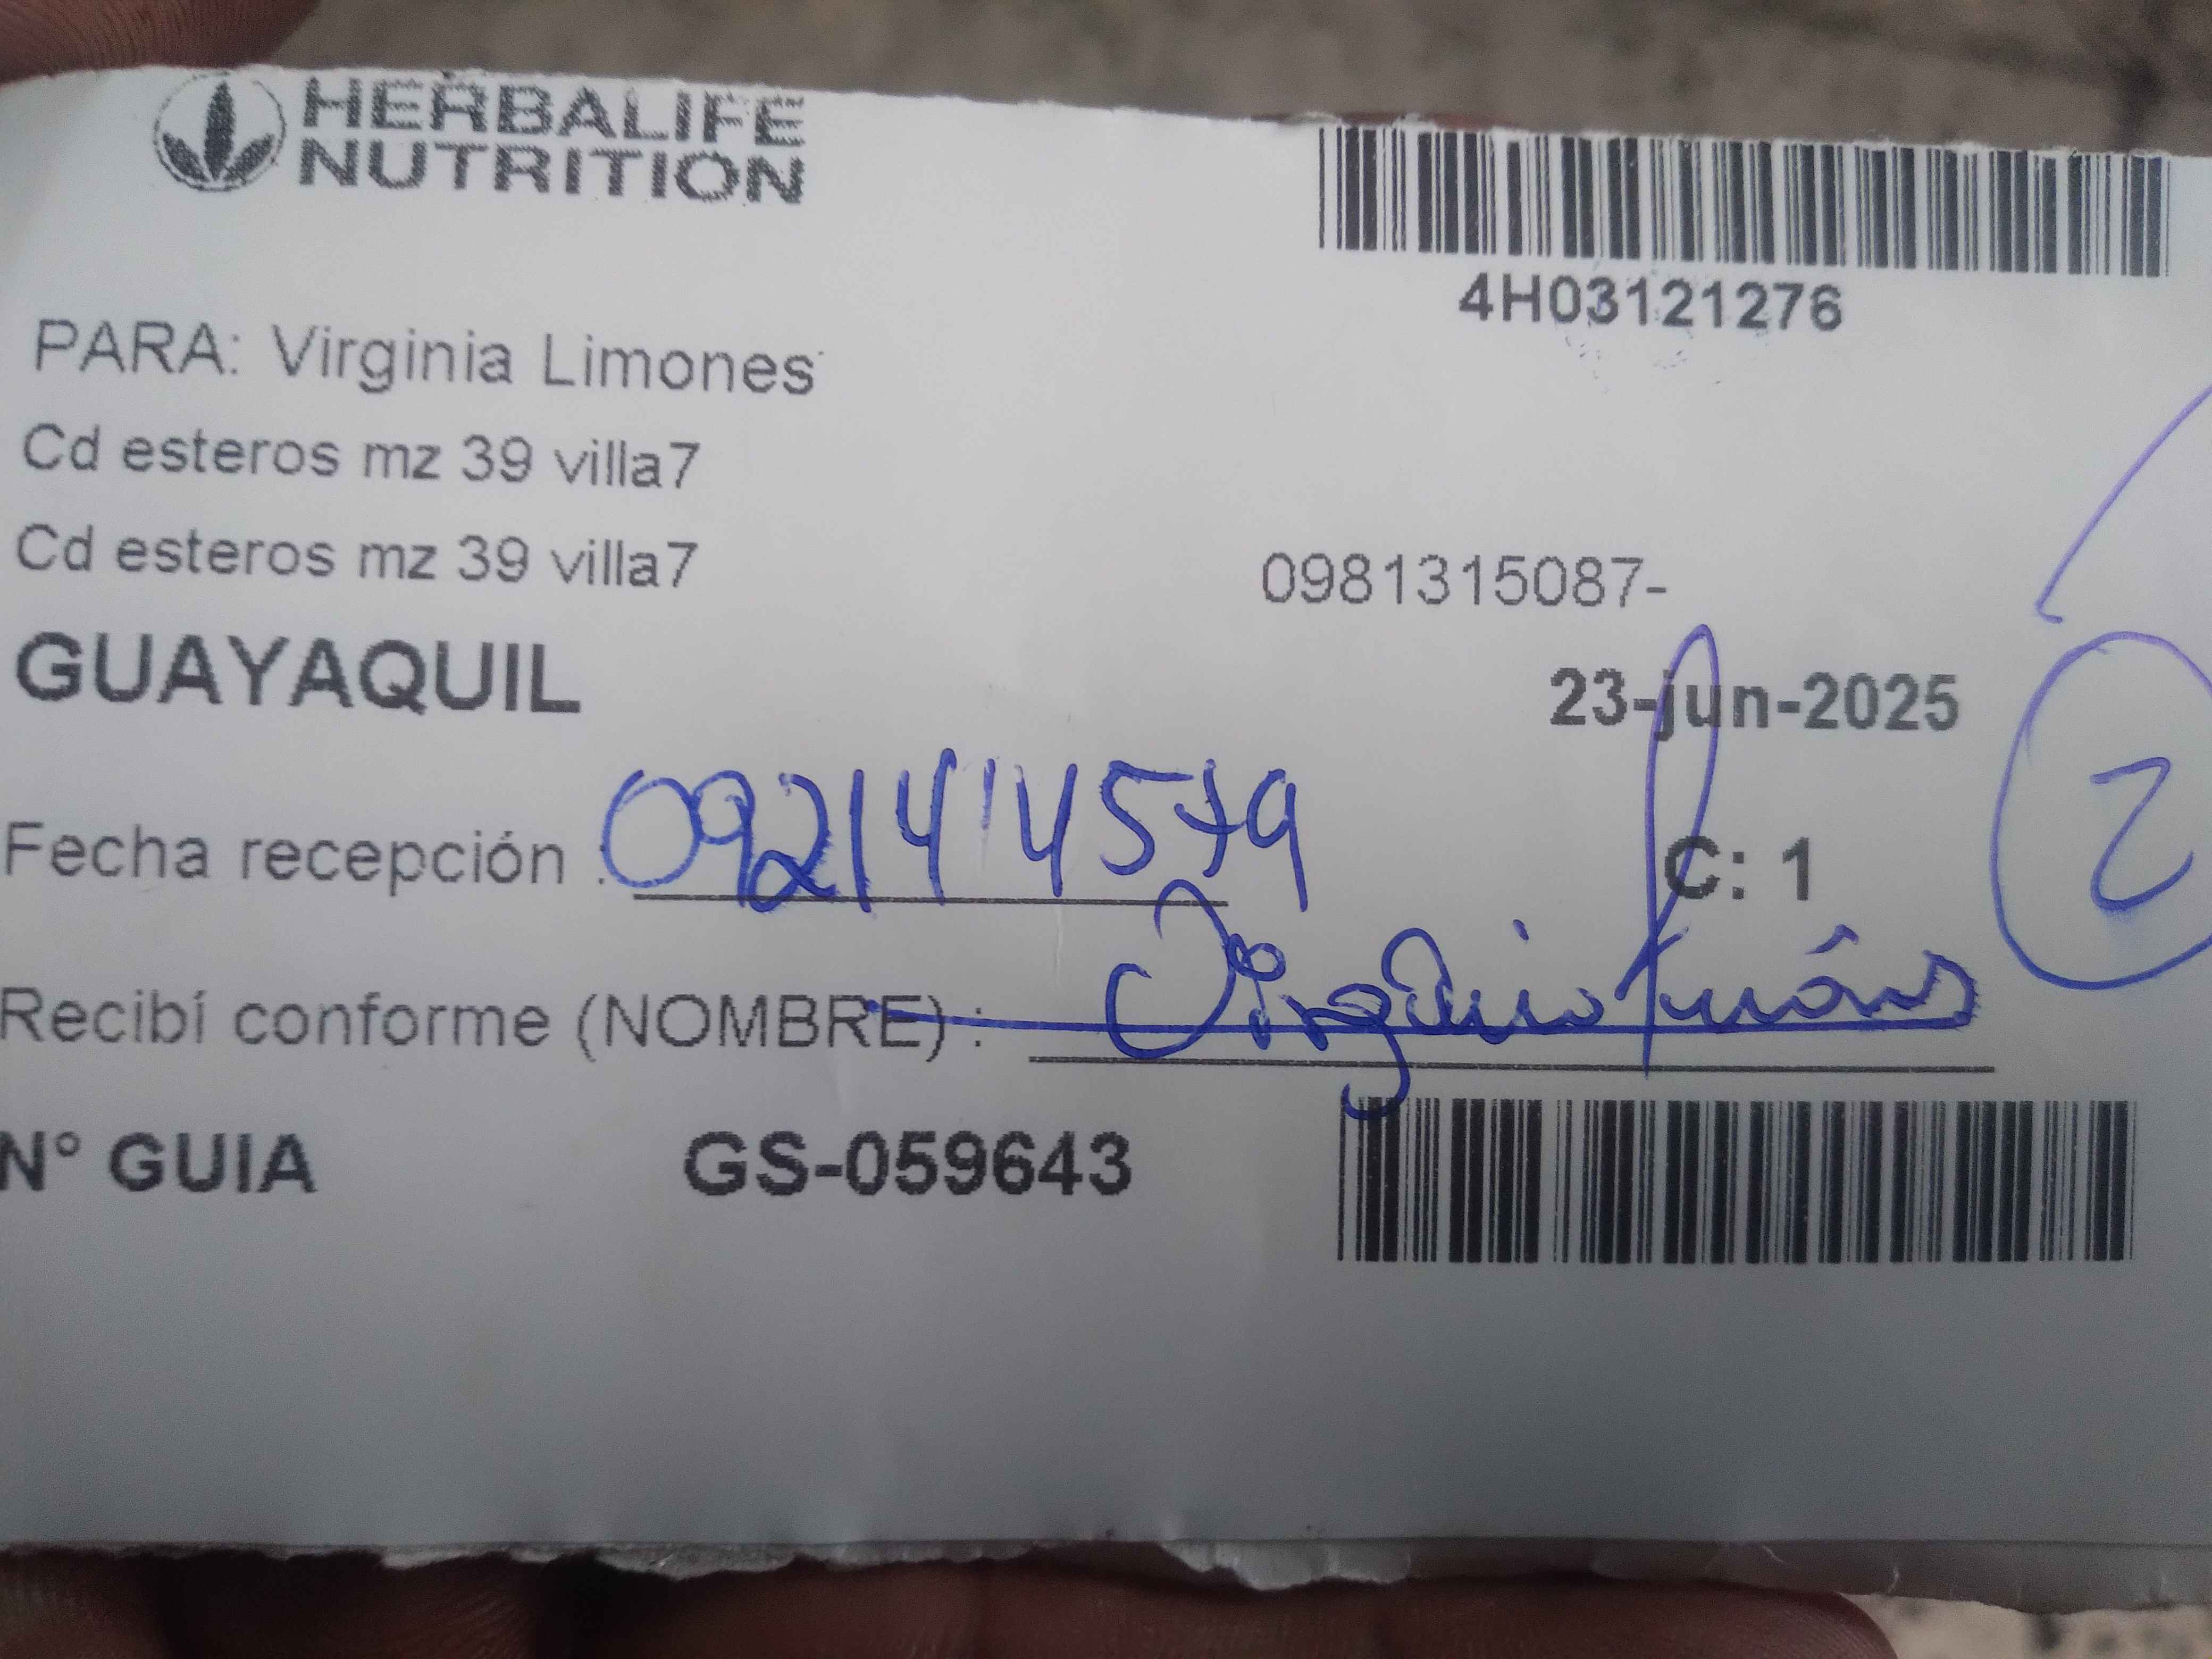 HERBALIFE
NUTRITION
4H03121276
PARA: Virginia Limones
Cd esteros mz 39 villa7
Cd esteros mz 39 villa7
0981315087-
GUAYAQUIL
23-jun-2025
2
Fecha recepción :
C: 1
Recibí conforme (NOMBRE) :
N° GUIA GS-059643